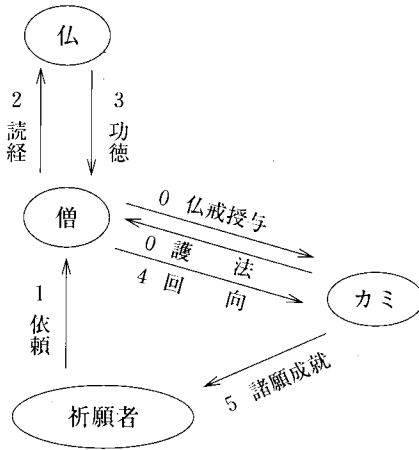 仏
2 読経
3 功徳
僧
0 仏戒授与
0 護法
4 回向
カミ
1 依頼
5 諸願成就
祈願者